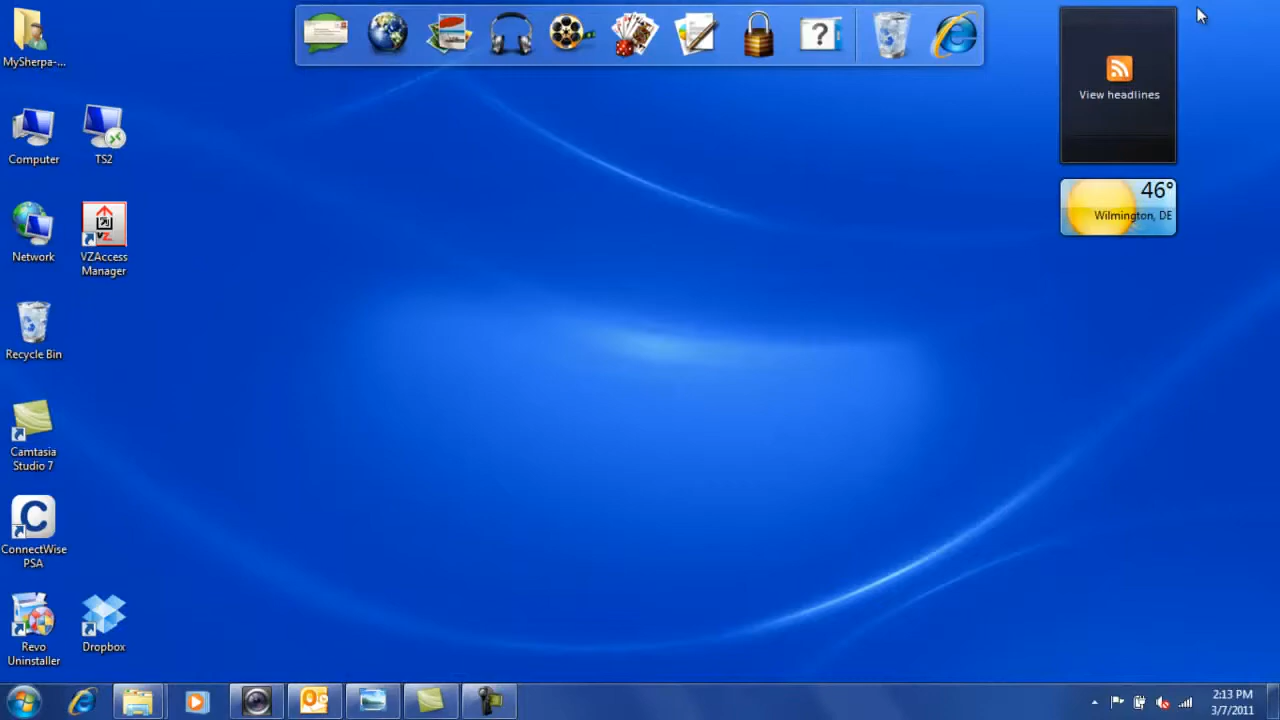 MySherpa-...
Computer
TS2
Network
VZAccess
Manager
Recycle Bin
Camtasia
Studio 7
ConnectWise
PSA
Revo
Uninstaller
Dropbox
View headlines
46°
Wilmington, DE
2:13 PM
3/7/2011